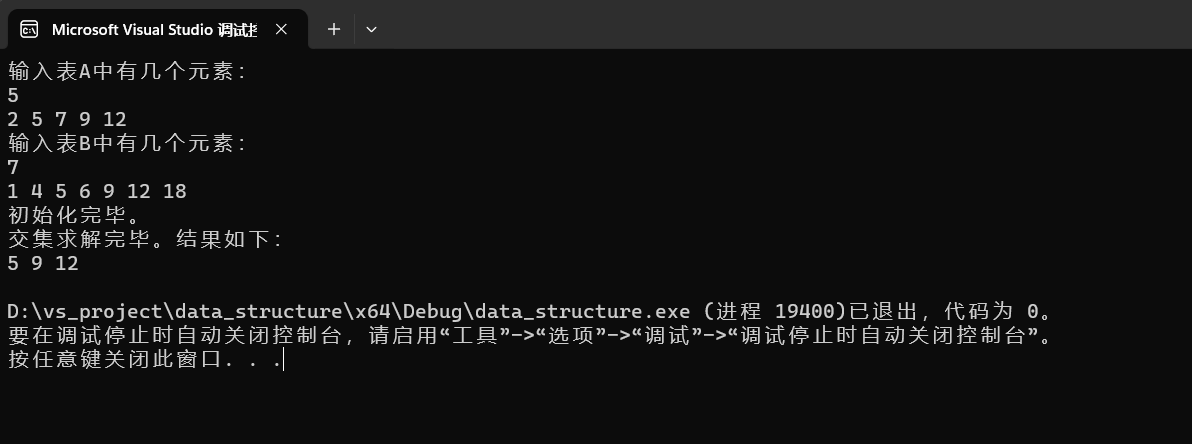 Microsoft Visual Studio 调试
输入表A中有几个元素：
5
2 5 7 9 12
输入表B中有几个元素：
7
1 4 5 6 9 12 18
初始化完毕。
交集求解完毕。结果如下：
5 9 12
D:\vs_project\data_structure\x64\Debug\data_structure.exe (进程 19400)已退出，代码为 0。
要在调试停止时自动关闭控制台，请启用“工具”->“选项”->“调试”->“调试停止时自动关闭控制台”。
按任意键关闭此窗口. . .